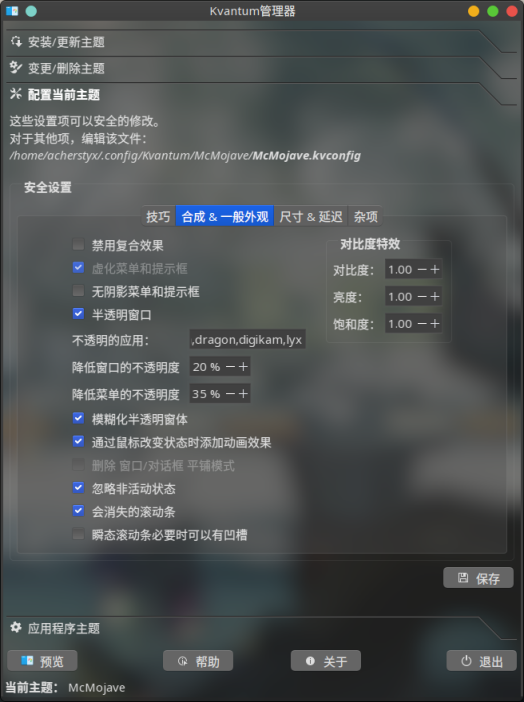 Kvantum管理器
安装/更新主题
变更/删除主题
配置当前主题
这些设置项可以安全的修改。
对于其他项，编辑该文件：
/home/acherstyx/.config/Kvantum/McMojave/McMojave.kvconfig
安全设置
技巧 合成 & 一般外观 尺寸 & 延迟 杂项
禁用复合效果
虚化菜单和提示框
无阴影菜单和提示框
半透明窗口
不透明的应用： ,dragon,digikam,lyx
降低窗口的不透明度 20 % －＋
降低菜单的不透明度 35 % －＋
模糊化半透明窗体
通过鼠标改变状态时添加动画效果
删除 窗口/对话框 平铺模式
忽略非活动状态
会消失的滚动条
瞬态滚动条必要时可以有凹槽
对比度特效
对比度： 1.00 －＋
亮度： 1.00 －＋
饱和度： 1.00 －＋
保存
应用程序主题
预览 帮助 关于 退出
当前主题： McMojave